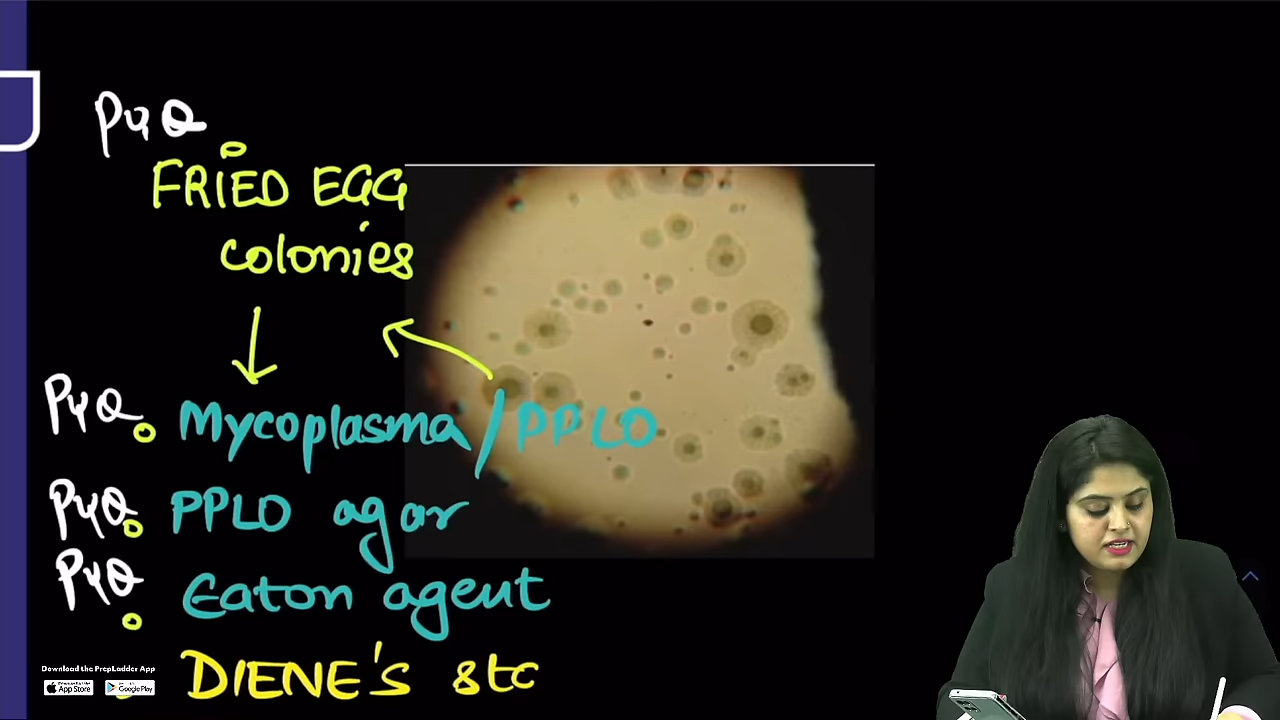 PYQ
FRIED EGG
colonies
PYQ Mycoplasma / PPLO
PYQ PPLO agar
PYQ Eaton agent
DIENE's stc
Download the PrepLadder App
App Store Google Play